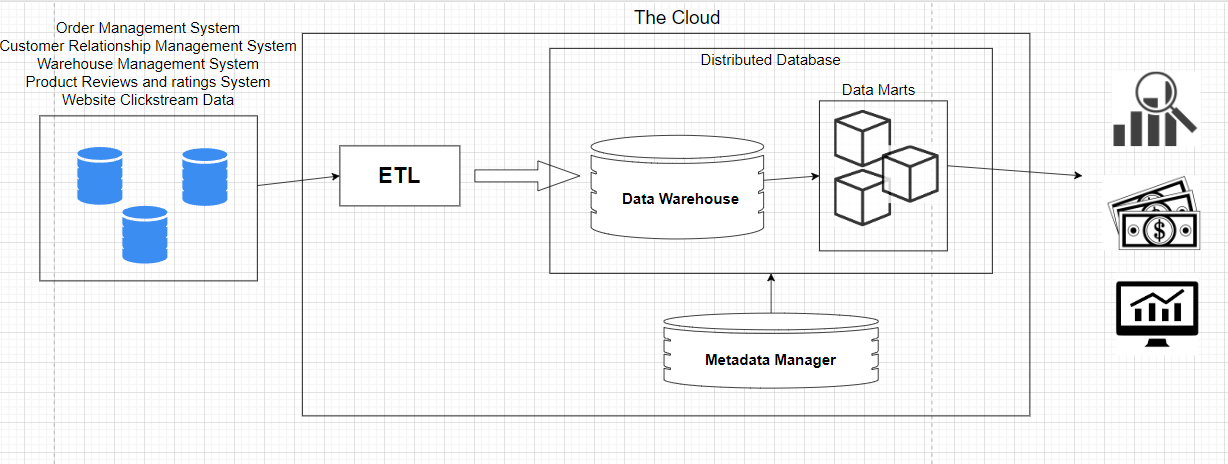 The Cloud
Order Management System
Customer Relationship Management System
Warehouse Management System
Product Reviews and ratings System
Website Clickstream Data
Distributed Database
Data Marts
ETL
Data Warehouse
$
Metadata Manager